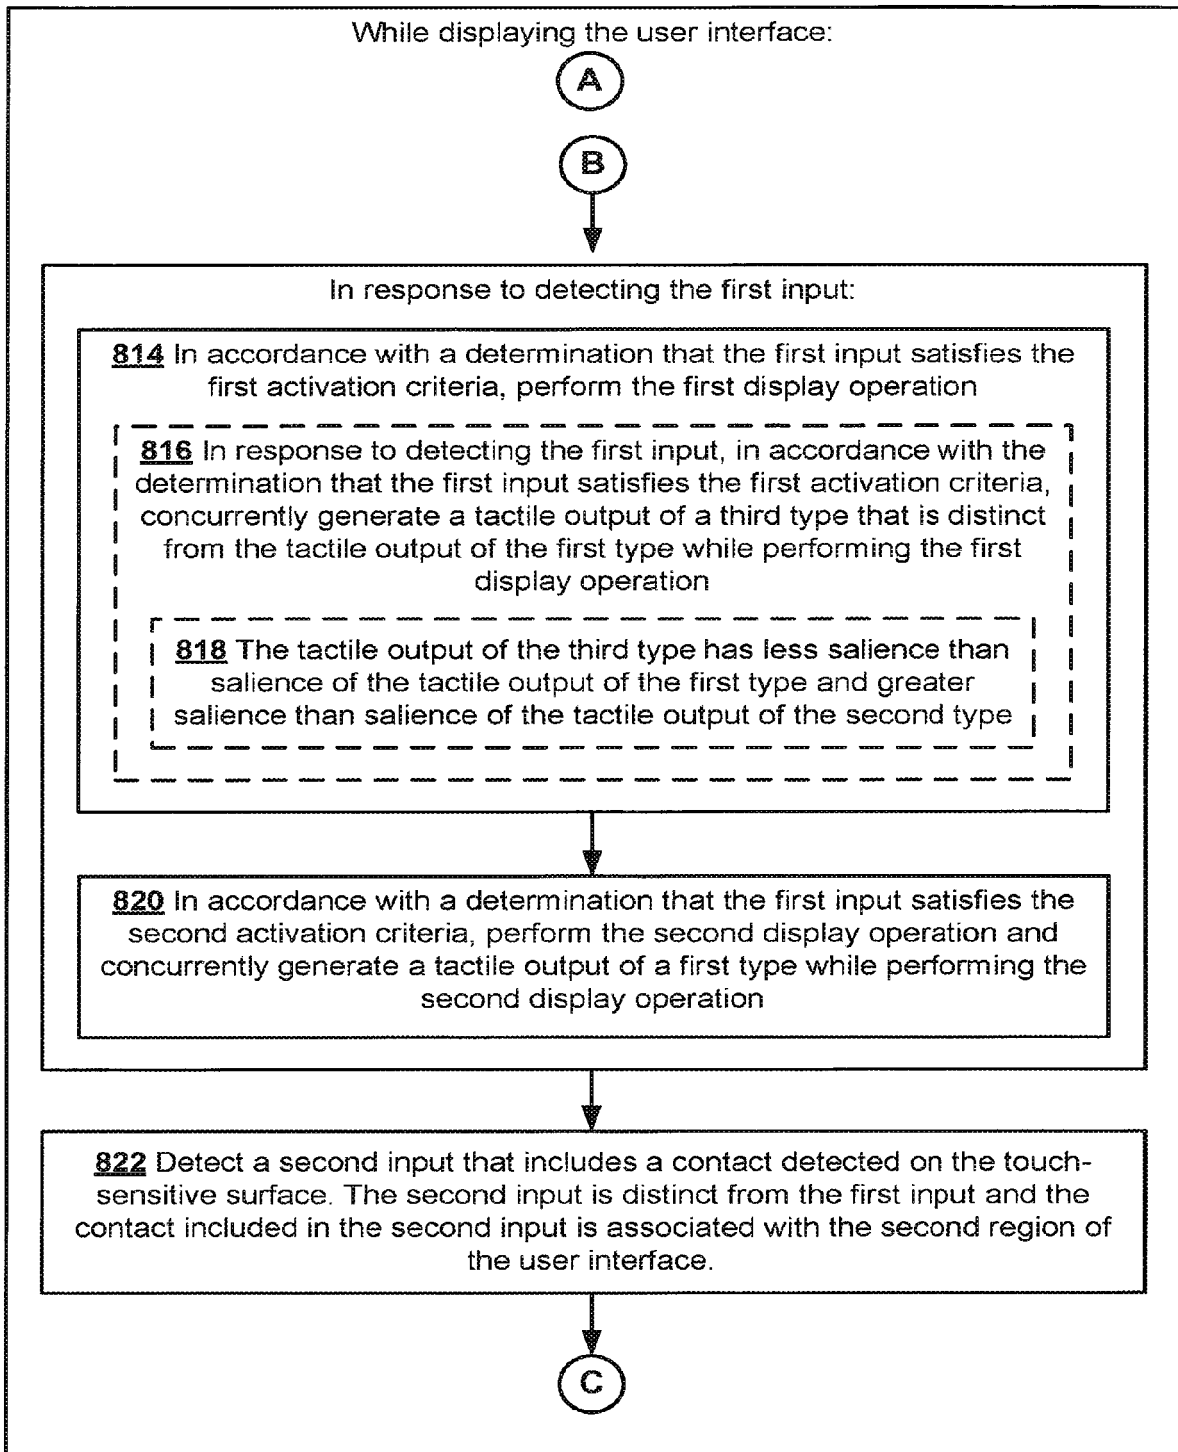 While displaying the user interface:
A
B
In response to detecting the first input:
814 In accordance with a determination that the first input satisfies the
first activation criteria, perform the first display operation
816 In response to detecting the first input, in accordance with the
determination that the first input satisfies the first activation criteria,
concurrently generate a tactile output of a third type that is distinct
from the tactile output of the first type while performing the first
display operation
818 The tactile output of the third type has less salience than
salience of the tactile output of the first type and greater
salience than salience of the tactile output of the second type
820 In accordance with a determination that the first input satisfies the
second activation criteria, perform the second display operation and
concurrently generate a tactile output of a first type while performing the
second display operation
822 Detect a second input that includes a contact detected on the touch-
sensitive surface. The second input is distinct from the first input and the
contact included in the second input is associated with the second region of
the user interface.
C